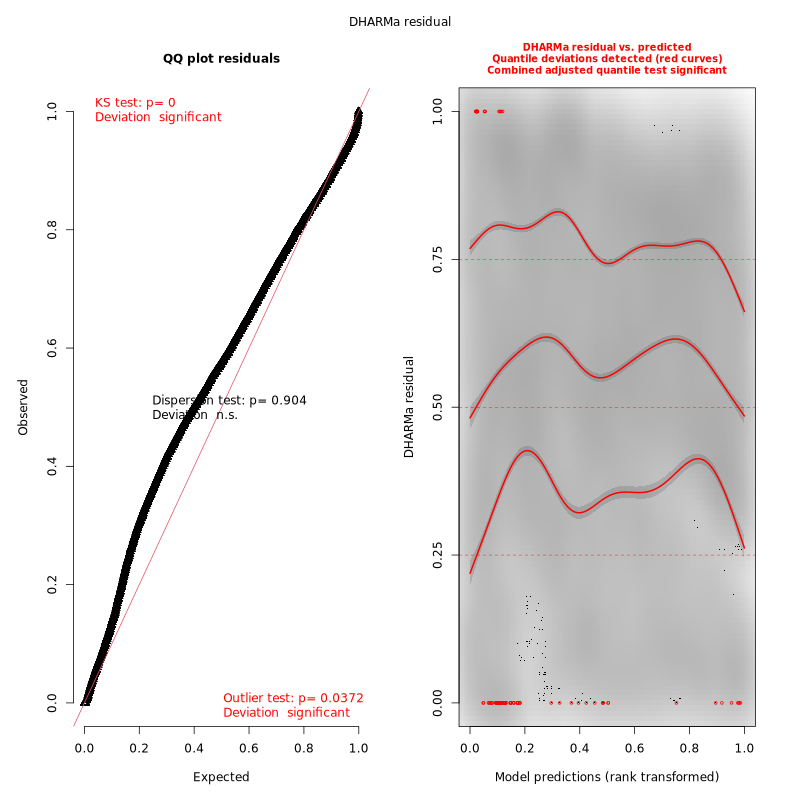 DHARMa residual
QQ plot residuals
KS test: p= 0
Deviation significant
Dispersion test: p= 0.904
Deviation n.s.
Outlier test: p= 0.0372
Deviation significant
Observed
0.0
0.2
0.4
0.6
0.8
1.0
0.0
0.2
0.4
0.6
0.8
1.0
Expected
DHARMa residual vs. predicted
Quantile deviations detected (red curves)
Combined adjusted quantile test significant
DHARMa residual
0.00
0.25
0.50
0.75
1.00
0.0
0.2
0.4
0.6
0.8
1.0
Model predictions (rank transformed)